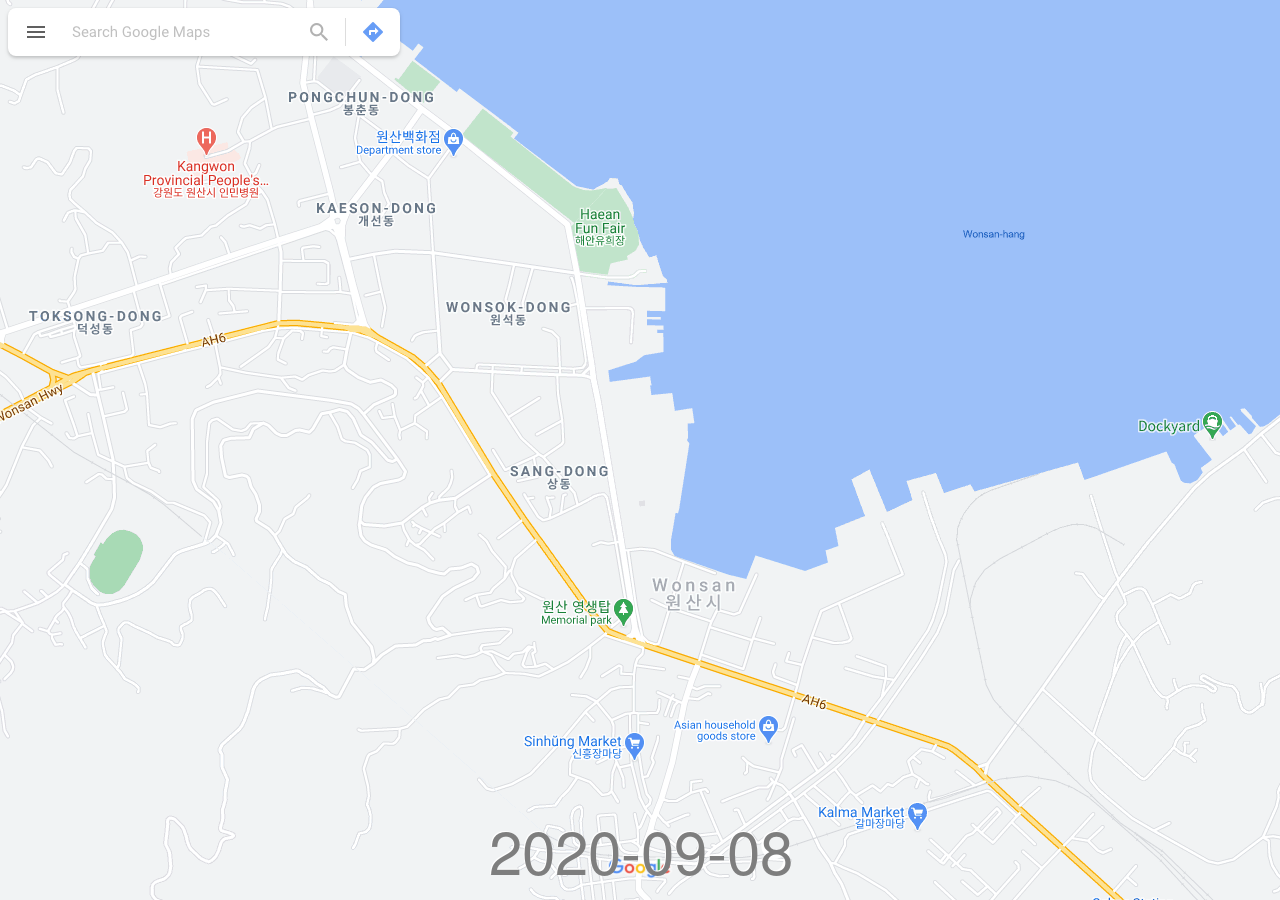 Search Google Maps
PONGCHUN-DONG
봉춘동
원산백화점
Department store
Kangwon
Provincial People's...
강원도 원산시 인민병원
KAESON-DONG
개선동
Haean
Fun Fair
해안유희장
Wonsan-hang
TOKSONG-DONG
덕성동
WONSOK-DONG
원석동
AH6
Wonsan Hwy
Dockyard
SANG-DONG
상동
Wonsan
원산시
원산 영생탑
Memorial park
AH6
Asian household
goods store
Sinhŭng Market
신흥장마당
Kalma Market
갈마장마당
2020-09-08
Google